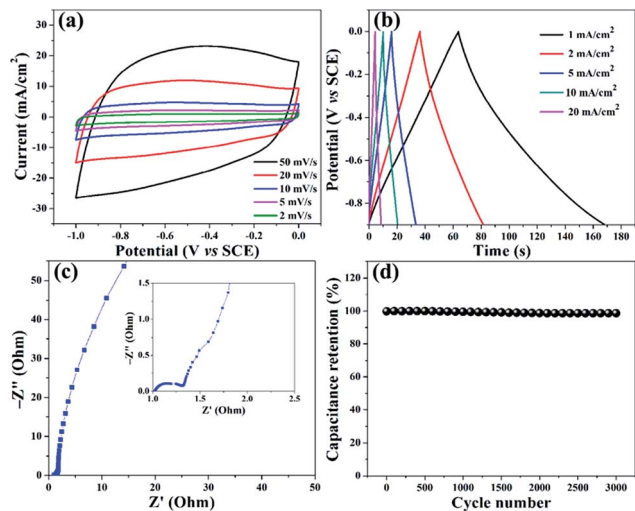 (a)
Current (mA/cm²)
30
20
10
0
-10
-20
-30
50 mV/s
20 mV/s
10 mV/s
5 mV/s
2 mV/s
-1.0 -0.8 -0.6 -0.4 -0.2 0.0
Potential (V vs SCE)
(b)
Potential (V vs SCE)
0.0
-0.2
-0.4
-0.6
-0.8
1 mA/cm²
2 mA/cm²
5 mA/cm²
10 mA/cm²
20 mA/cm²
0 20 40 60 80 100 120 140 160 180
Time (s)
(c)
−Z'' (Ohm)
50
40
30
20
10
0
−Z'' (Ohm)
1.5
1.0
0.5
0.0
1.0 1.5 2.0 2.5
Z' (Ohm)
0 10 20 30 40 50
Z' (Ohm)
(d)
Capacitance retention (%)
120
100
80
60
40
20
0
0 500 1000 1500 2000 2500 3000
Cycle number